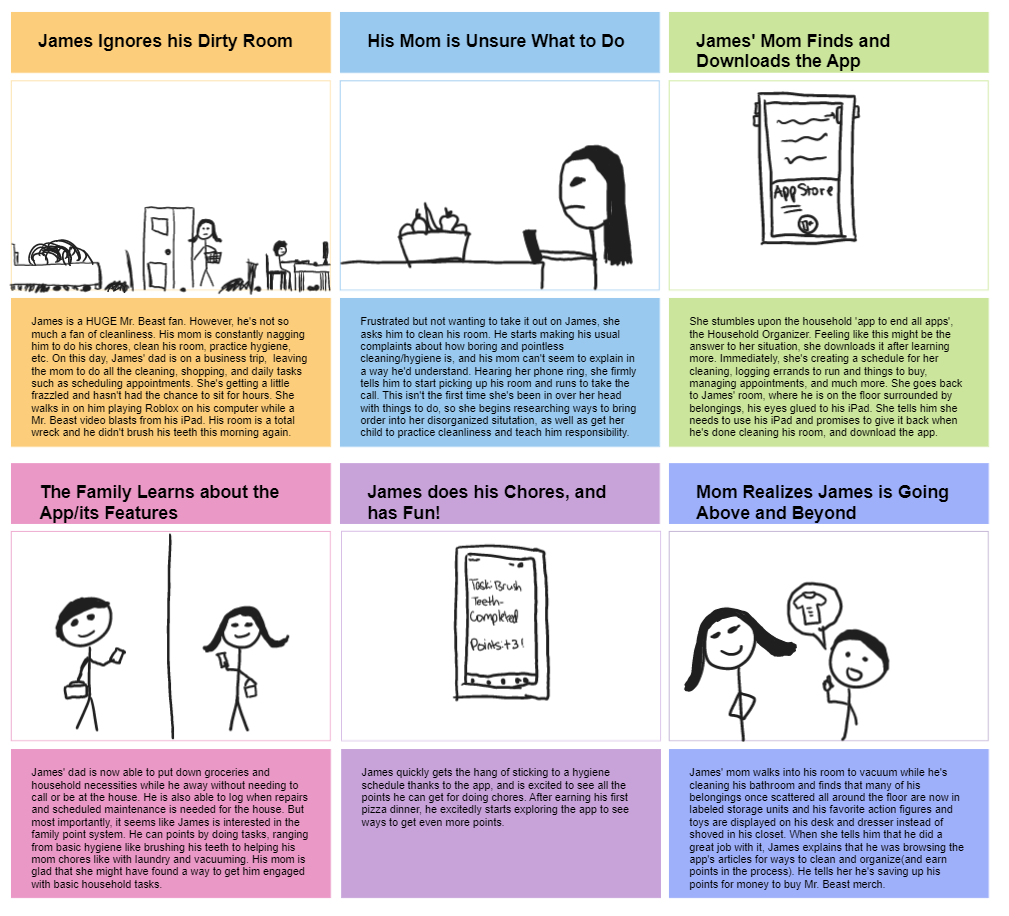 James Ignores his Dirty Room
His Mom is Unsure What to Do
James' Mom Finds and
Downloads the App
App Store
James is a HUGE Mr. Beast fan. However, he's not so
much a fan of cleanliness. His mom is constantly nagging
him to do his chores, clean his room, practice hygiene,
etc. On this day, James' dad is on a business trip, leaving
the mom to do all the cleaning, shopping, and daily tasks
such as scheduling appointments. She's getting a little
frazzled and hasn't had the chance to sit for hours. She
walks in on him playing Roblox on his computer while a
Mr. Beast video blasts from his iPad. His room is a total
wreck and he didn't brush his teeth this morning again.
Frustrated but not wanting to take it out on James, she
asks him to clean his room. He starts making his usual
complaints about how boring and pointless
cleaning/hygiene is, and his mom can't seem to explain in
a way he'd understand. Hearing her phone ring, she firmly
tells him to start picking up his room and runs to take the
call. This isn't the first time she's been in over her head
with things to do, so she begins researching ways to bring
order into her disorganized situtation, as well as get her
child to practice cleanliness and teach him responsibility.
She stumbles upon the household 'app to end all apps',
the Household Organizer. Feeling like this might be the
answer to her situation, she downloads it after learning
more. Immediately, she's creating a schedule for her
cleaning, logging errands to run and things to buy,
managing appointments, and much more. She goes back
to James' room, where he is on the floor surrounded by
belongings, his eyes glued to his iPad. She tells him she
needs to use his iPad and promises to give it back when
he's done cleaning his room, and download the app.
The Family Learns about the
App/its Features
James does his Chores, and
has Fun!
Mom Realizes James is Going
Above and Beyond
Task: Brush
Teeth-
Completed
Points:+3!
James' dad is now able to put down groceries and
household necessities while he away without needing to
call or be at the house. He is also able to log when repairs
and scheduled maintenance is needed for the house. But
most importantly, it seems like James is interested in the
family point system. He can points by doing tasks, ranging
from basic hygiene like brushing his teeth to helping his
mom chores like with laundry and vacuuming. His mom is
glad that she might have found a way to get him engaged
with basic household tasks.
James quickly gets the hang of sticking to a hygiene
schedule thanks to the app, and is excited to see all the
points he can get for doing chores. After earning his first
pizza dinner, he excitedly starts exploring the app to see
ways to get even more points.
James' mom walks into his room to vacuum while he's
cleaning his bathroom and finds that many of his
belongings once scattered all around the floor are now in
labeled storage units and his favorite action figures and
toys are displayed on his desk and dresser instead of
shoved in his closet. When she tells him that he did a
great job with it, James explains that he was browsing the
app's articles for ways to clean and organize(and earn
points in the process). He tells her he's saving up his
points for money to buy Mr. Beast merch.